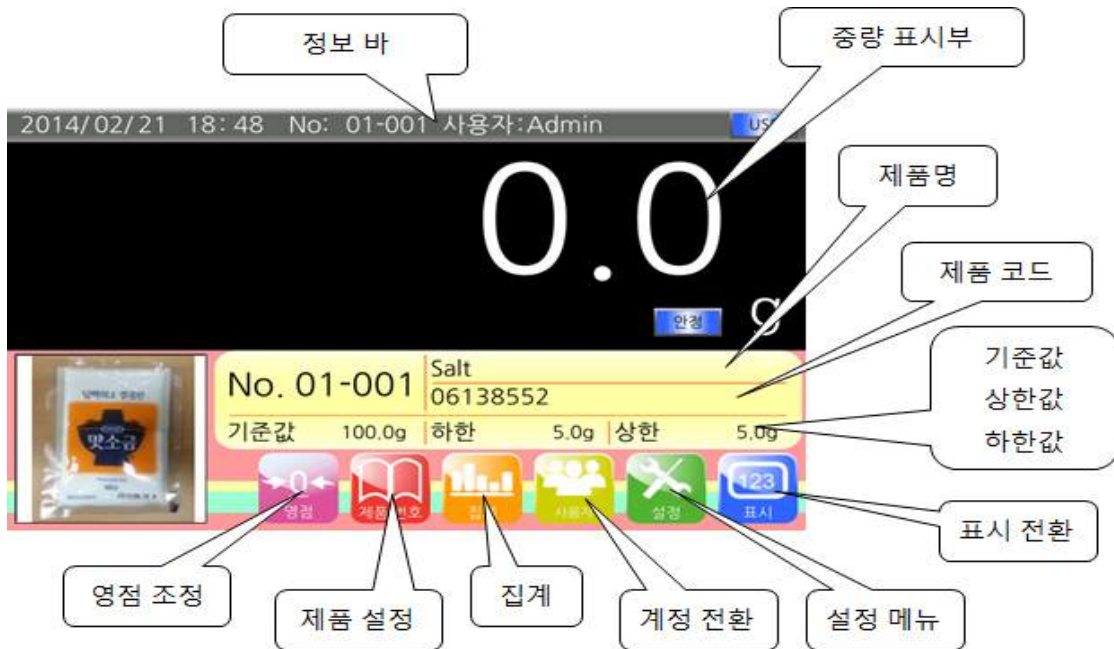 정보 바
중량 표시부
2014/02/21 18:48 No: 01-001 사용자:Admin
0.0
제품명
제품 코드
안정 g
기준값
상한값
하한값
No. 01-001
Salt
06138552
기준값 100.0g 하한 5.0g 상한 5.0g
맛소금
123
영점
사용자
설정
표시
표시 전환
영점 조정
제품 설정
집계
계정 전환
설정 메뉴